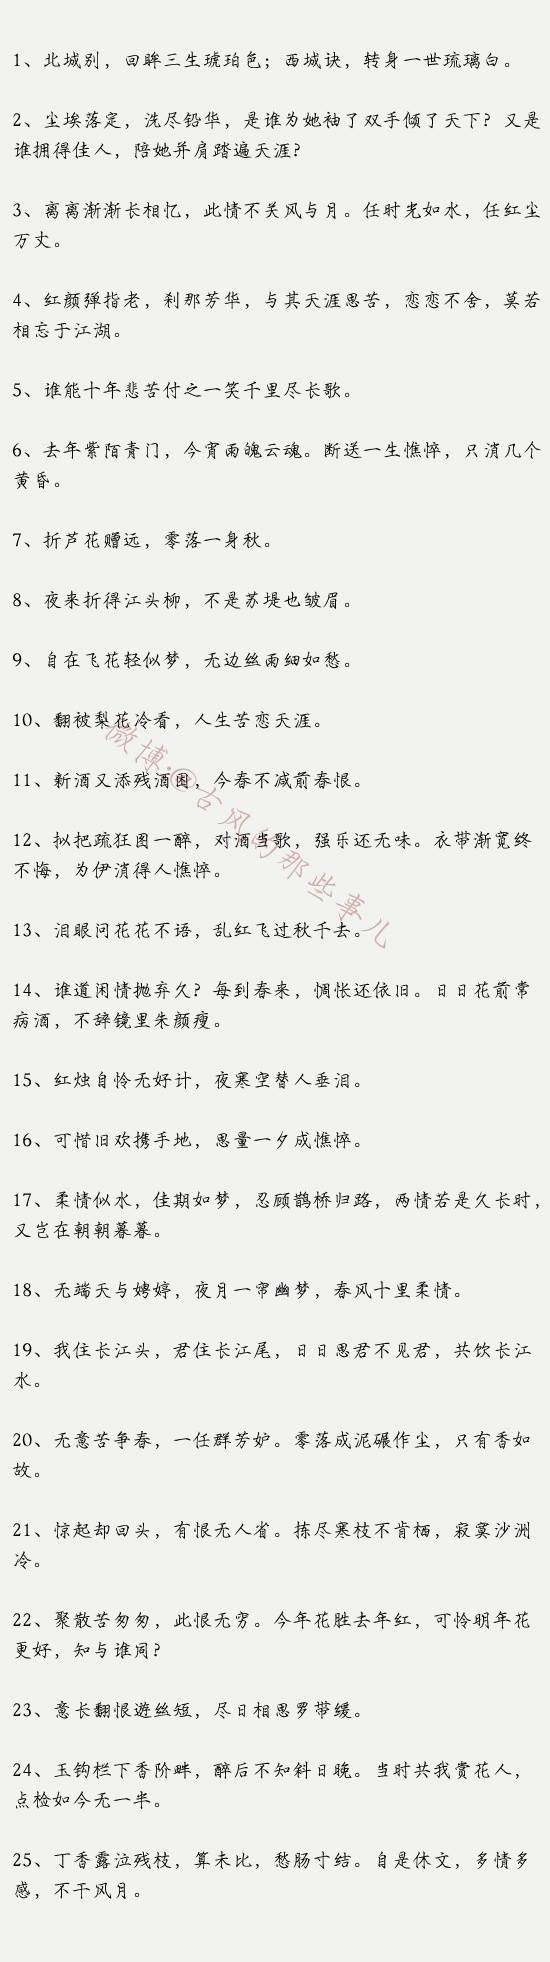 1、北城别，回眸三生琥珀色；西城诀，转身一世琉璃白。
2、尘埃落定，洗尽铅华，是谁为她袖了双手倾了天下？又是
谁拥得佳人，陪她并肩踏遍天涯？
3、离离渐渐长相忆，此情不关风与月。任时光如水，任红尘
万丈。
4、红颜弹指老，刹那芳华，与其天涯思苦，恋恋不舍，莫若
相忘于江湖。
5、谁能十年悲苦付之一笑千里尽长歌。
6、去年紫陌青门，今宵雨魄云魂。断送一生憔悴，只消几个
黄昏。
7、折芦花赠远，零落一身秋。
8、夜来折得江头柳，不是苏堤也皱眉。
9、自在飞花轻似梦，无边丝雨细如愁。
10、翻被梨花冷看，人生苦恋天涯。
11、新酒又添残酒困，今春不减前春恨。
12、拟把疏狂图一醉，对酒当歌，强乐还无味。衣带渐宽终
不悔，为伊消得人憔悴。
13、泪眼问花花不语，乱红飞过秋千去。
14、谁道闲情抛弃久？每到春来，惆怅还依旧。日日花前常
病酒，不辞镜里朱颜瘦。
15、红烛自怜无好计，夜寒空替人垂泪。
16、可惜旧欢携手地，思量一夕成憔悴。
17、柔情似水，佳期如梦，忍顾鹊桥归路，两情若是久长时，
又岂在朝朝暮暮。
18、无端天与娉婷，夜月一帘幽梦，春风十里柔情。
19、我住长江头，君住长江尾，日日思君不见君，共饮长江
水。
20、无意苦争春，一任群芳妒。零落成泥碾作尘，只有香如
故。
21、惊起却回头，有恨无人省。拣尽寒枝不肯栖，寂寞沙洲
冷。
22、聚散苦匆匆，此恨无穷。今年花胜去年红，可怜明年花
更好，知与谁同？
23、意长翻恨遊丝短，尽日相思罗带缓。
24、玉钩栏下香阶畔，醉后不知斜日晚。当时共我赏花人，
点检如今无一半。
25、丁香露泣残枝，算未比，愁肠寸结。自是休文，多情多
感，不干风月。
微博:@古风的那些事儿